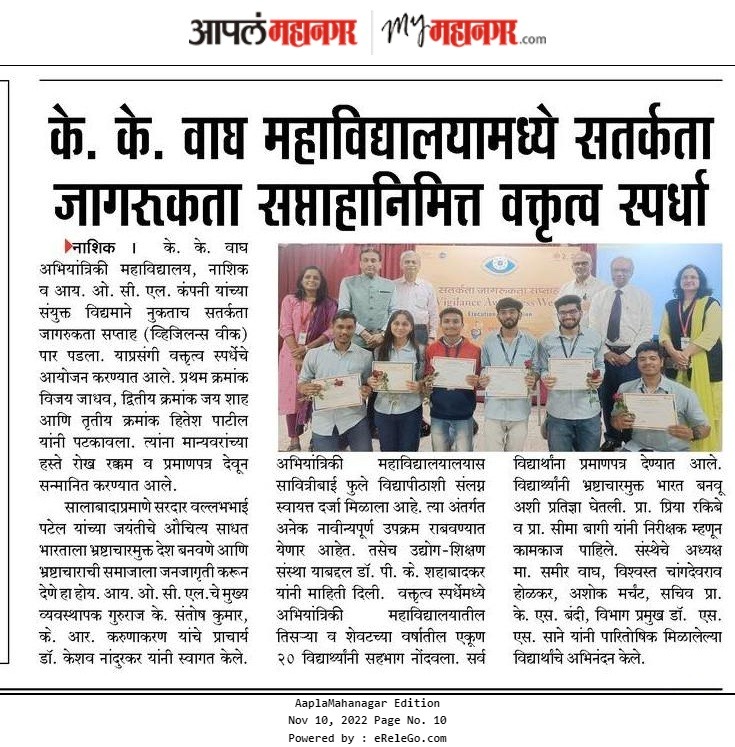 आपलं महानगर | My महानगर.com
के. के. वाघ महाविद्यालयामध्ये सतर्कता
जागरूकता सप्ताहानिमित्त वक्तृत्व स्पर्धा
नाशिक । के. के. वाघ
अभियांत्रिकी महाविद्यालय, नाशिक
व आय. ओ. सी. एल. कंपनी यांच्या
संयुक्त विद्यमाने नुकताच सतर्कता
जागरुकता सप्ताह (व्हिजिलन्स वीक)
पार पडला. याप्रसंगी वक्तृत्व स्पर्धेचे
आयोजन करण्यात आले. प्रथम क्रमांक
विजय जाधव, द्वितीय क्रमांक जय शाह
आणि तृतीय क्रमांक हितेश पाटील
यांनी पटकावला. त्यांना मान्यवरांच्या
हस्ते रोख रक्कम व प्रमाणपत्र देवून
सन्मानित करण्यात आले.
सालाबादाप्रमाणे सरदार वल्लभभाई
पटेल यांच्या जयंतीचे औचित्य साधत
भारताला भ्रष्टाचारमुक्त देश बनवणे आणि
भ्रष्टाचाराची समाजाला जनजागृती करून
देणे हा होय. आय. ओ. सी. एल.चे मुख्य
व्यवस्थापक गुरुराज के. संतोष कुमार,
के. आर. करुणाकरण यांचे प्राचार्य
डॉ. केशव नांदुरकर यांनी स्वागत केले.
सतर्कता जागरूकता सप्ताह
Vigilance Awareness Week
अभियांत्रिकी महाविद्यालयालयास
सावित्रीबाई फुले विद्यापीठाशी संलग्न
स्वायत्त दर्जा मिळाला आहे. त्या अंतर्गत
अनेक नावीन्यपूर्ण उपक्रम राबवण्यात
येणार आहेत. तसेच उद्योग-शिक्षण
संस्था याबद्दल डॉ. पी. के. शहाबादकर
यांनी माहिती दिली. वक्तृत्व स्पर्धेमध्ये
अभियांत्रिकी महाविद्यालयातील
तिसऱ्या व शेवटच्या वर्षातील एकूण
२० विद्यार्थ्यांनी सहभाग नोंदवला. सर्व
विद्यार्थांना प्रमाणपत्र देण्यात आले.
विद्यार्थ्यांनी भ्रष्टाचारमुक्त भारत बनवू
अशी प्रतिज्ञा घेतली. प्रा. प्रिया रकिबे
व प्रा. सीमा बागी यांनी निरीक्षक म्हणून
कामकाज पाहिले. संस्थेचे अध्यक्ष
मा. समीर वाघ, विश्वस्त चांगदेवराव
होळकर, अशोक मर्चंट, सचिव प्रा.
के. एस. बंदी, विभाग प्रमुख डॉ. एस.
एस. साने यांनी पारितोषिक मिळालेल्या
विद्यार्थांचे अभिनंदन केले.
AaplaMahanagar Edition
Nov 10, 2022 Page No. 10
Powered by : eReleGo.com